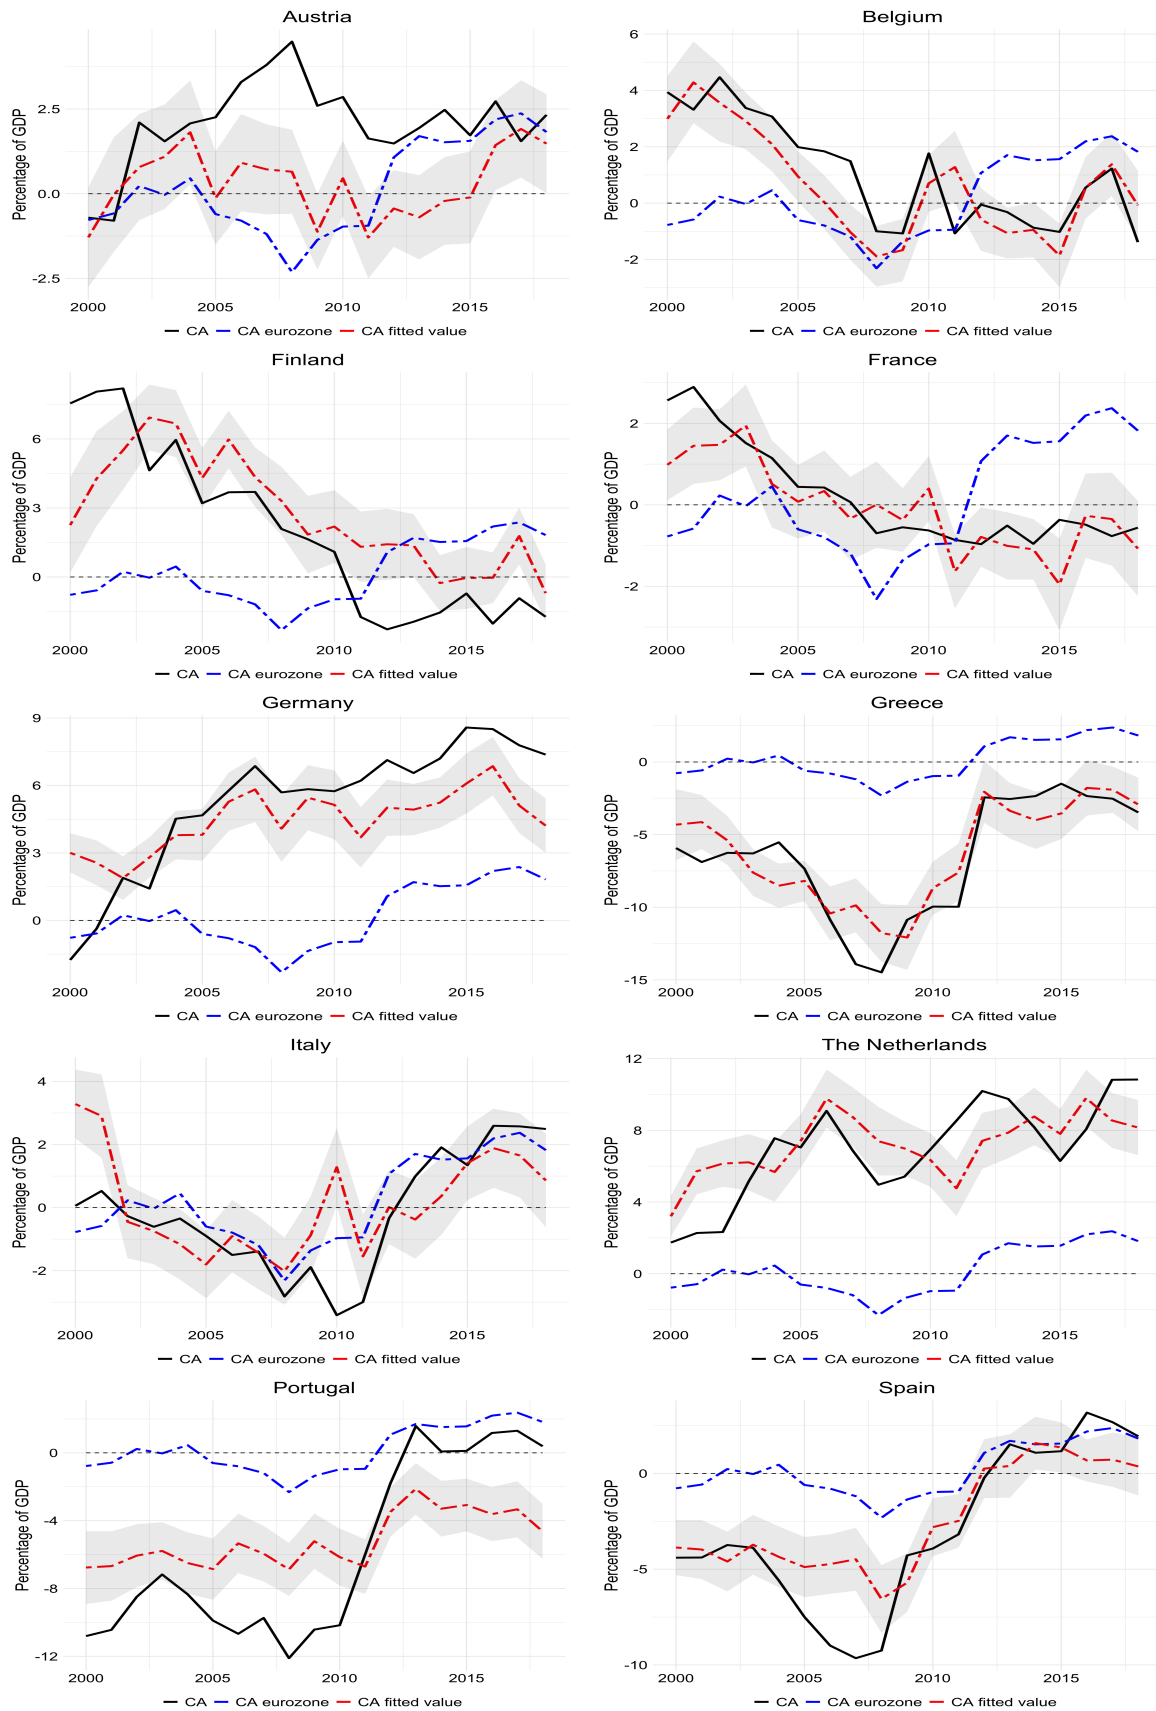 Austria
Percentage of GDP
2.5
0.0
-2.5
2000 2005 2010 2015
CA CA eurozone CA fitted value
Belgium
Percentage of GDP
6
4
2
0
-2
2000 2005 2010 2015
CA CA eurozone CA fitted value
Finland
Percentage of GDP
6
3
0
2000 2005 2010 2015
CA CA eurozone CA fitted value
France
Percentage of GDP
2
0
-2
2000 2005 2010 2015
CA CA eurozone CA fitted value
Germany
Percentage of GDP
9
6
3
0
2000 2005 2010 2015
CA CA eurozone CA fitted value
Greece
Percentage of GDP
0
-5
-10
-15
2000 2005 2010 2015
CA CA eurozone CA fitted value
Italy
Percentage of GDP
4
2
0
-2
2000 2005 2010 2015
CA CA eurozone CA fitted value
The Netherlands
Percentage of GDP
12
8
4
0
2000 2005 2010 2015
CA CA eurozone CA fitted value
Portugal
Percentage of GDP
0
-4
-8
-12
2000 2005 2010 2015
CA CA eurozone CA fitted value
Spain
Percentage of GDP
0
-5
-10
2000 2005 2010 2015
CA CA eurozone CA fitted value